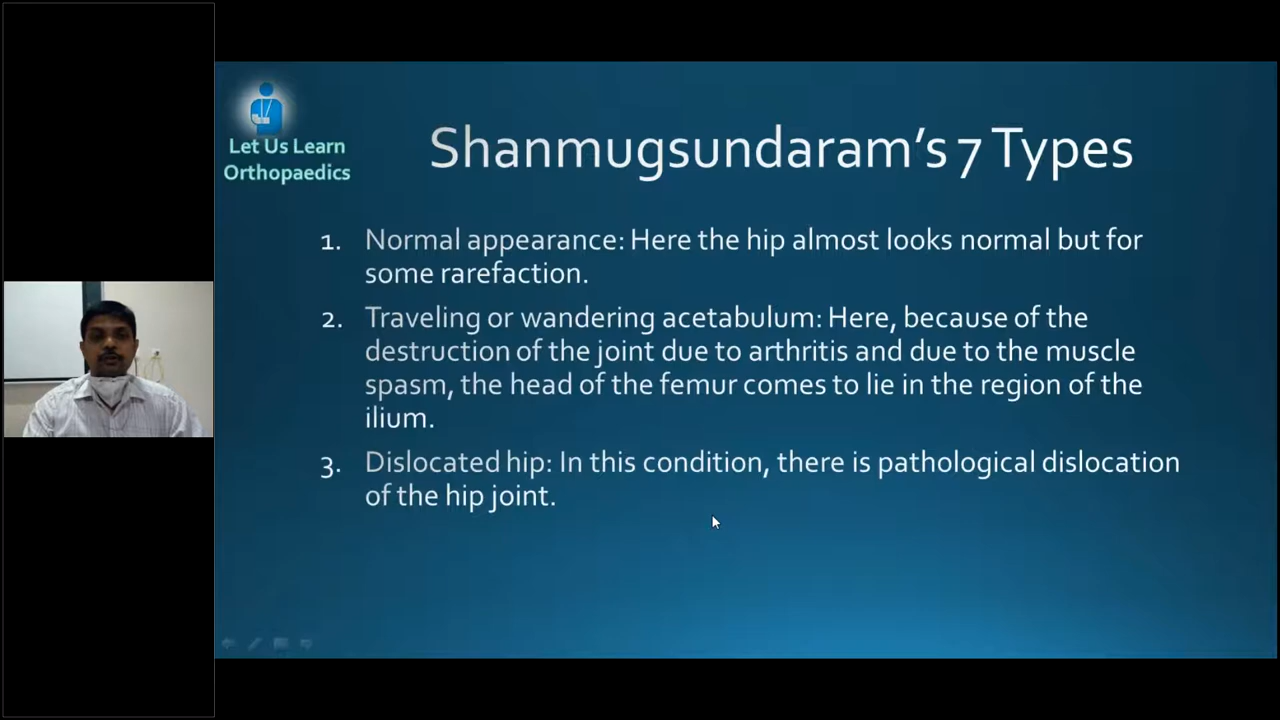 Let Us Learn
Orthopaedics
Shanmugsundaram's 7 Types
1. Normal appearance: Here the hip almost looks normal but for
some rarefaction.
2. Traveling or wandering acetabulum: Here, because of the
destruction of the joint due to arthritis and due to the muscle
spasm, the head of the femur comes to lie in the region of the
ilium.
3. Dislocated hip: In this condition, there is pathological dislocation
of the hip joint.